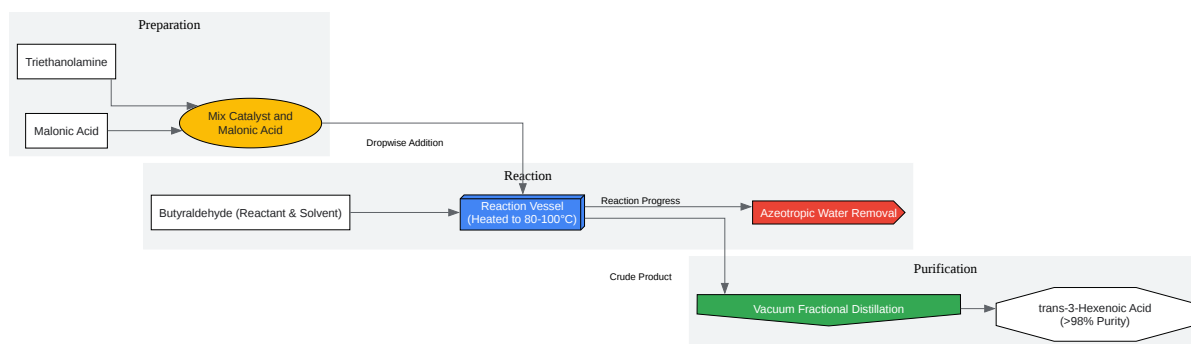 Preparation
Triethanolamine
Malonic Acid
Mix Catalyst and
Malonic Acid
Dropwise Addition
Reaction
Butyraldehyde (Reactant & Solvent)
Reaction Vessel
(Heated to 80-100°C)
Reaction Progress
Azeotropic Water Removal
Crude Product
Purification
Vacuum Fractional Distillation
trans-3-Hexenoic Acid
(>98% Purity)